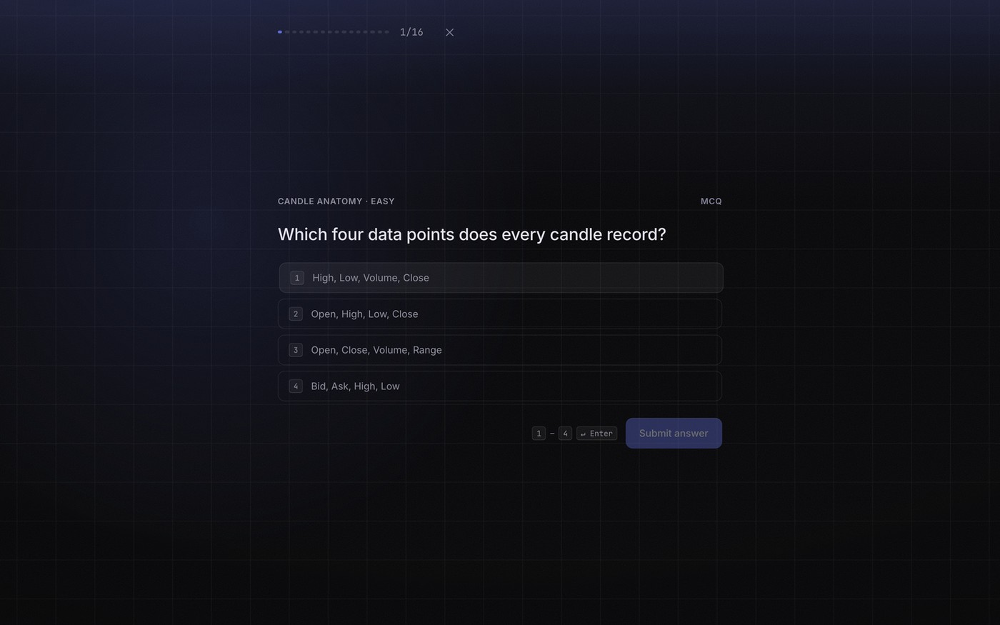 1/16 ×
CANDLE ANATOMY · EASY MCQ
Which four data points does every candle record?
1 High, Low, Volume, Close
2 Open, High, Low, Close
3 Open, Close, Volume, Range
4 Bid, Ask, High, Low
1 – 4 ↵ Enter Submit answer